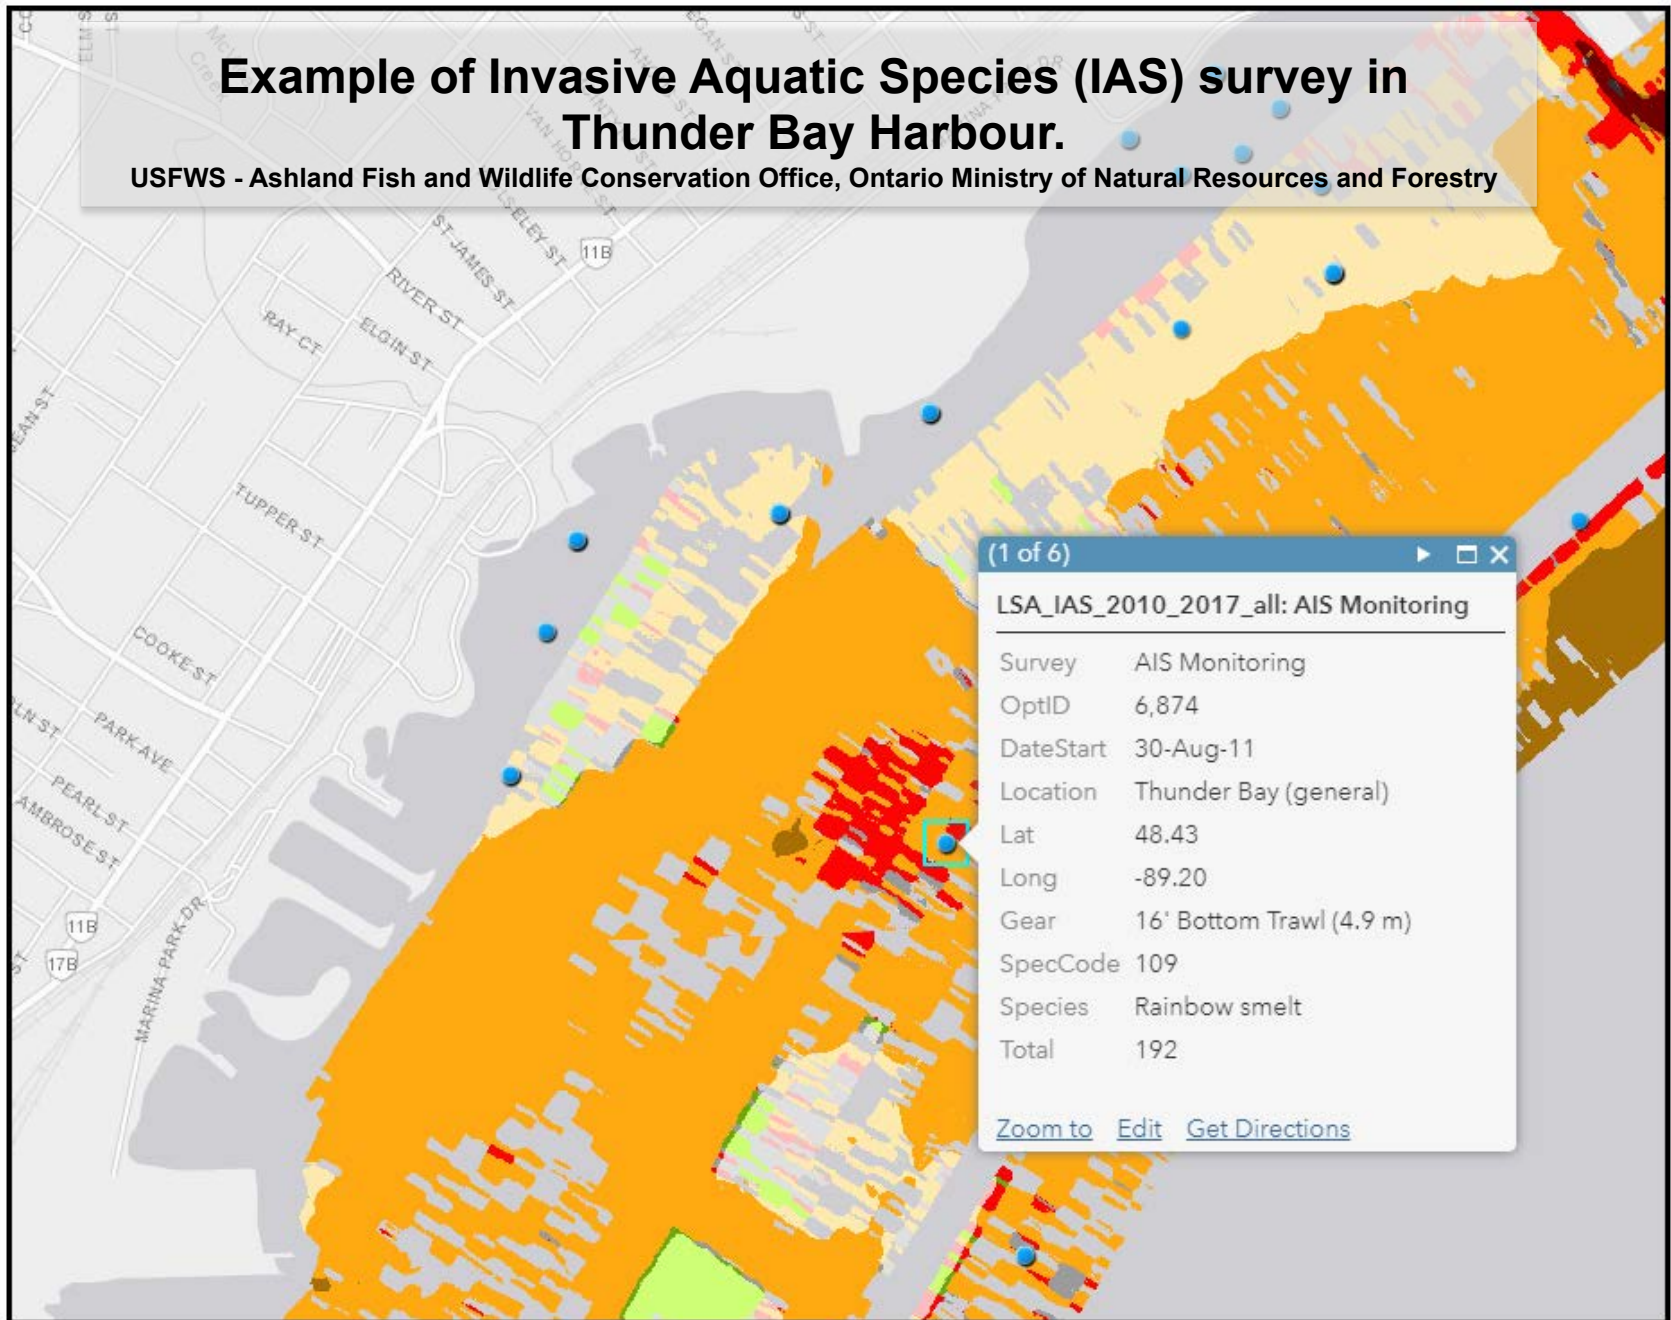 Example of Invasive Aquatic Species (IAS) survey in
Thunder Bay Harbour.
USFWS - Ashland Fish and Wildlife Conservation Office, Ontario Ministry of Natural Resources and Forestry
11B
ST JAMES ST
RIVER ST
RAY CT
ELGIN ST
TUPPER ST
COOKE ST
PARK AVE
PEARL ST
AMBROSE ST
MARINA PARK DR
11B
17B
ST
(1 of 6)
LSA_IAS_2010_2017_all: AIS Monitoring
Survey AIS Monitoring
OptID 6,874
DateStart 30-Aug-11
Location Thunder Bay (general)
Lat 48.43
Long -89.20
Gear 16' Bottom Trawl (4.9 m)
SpecCode 109
Species Rainbow smelt
Total 192
Zoom to Edit Get Directions